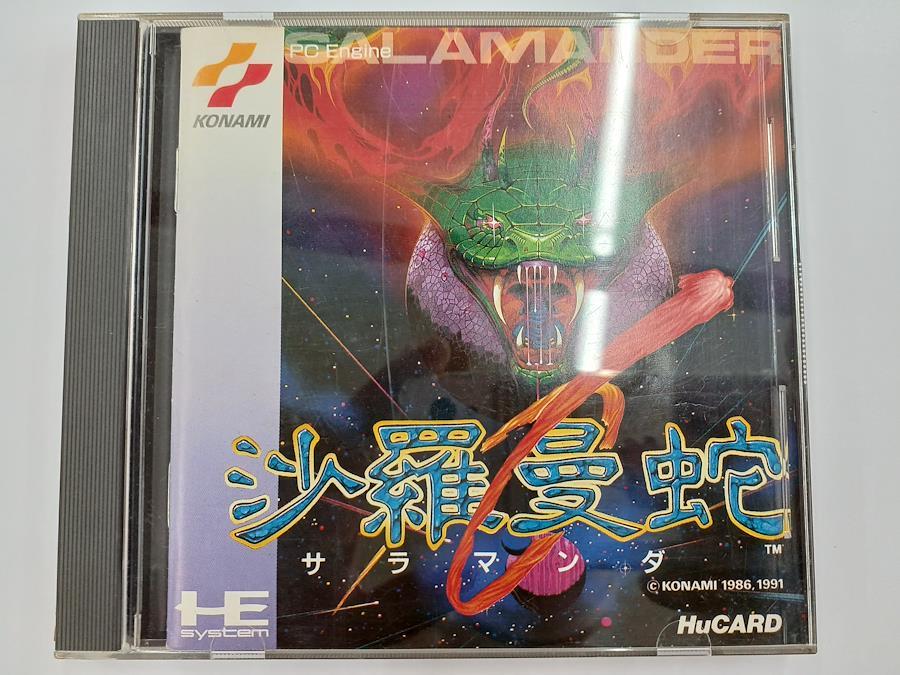 SALAMANDER
PC Engine
KONAMI
沙羅曼蛇
サラマンダ
TM
© KONAMI 1986, 1991
HE
system
HuCARD